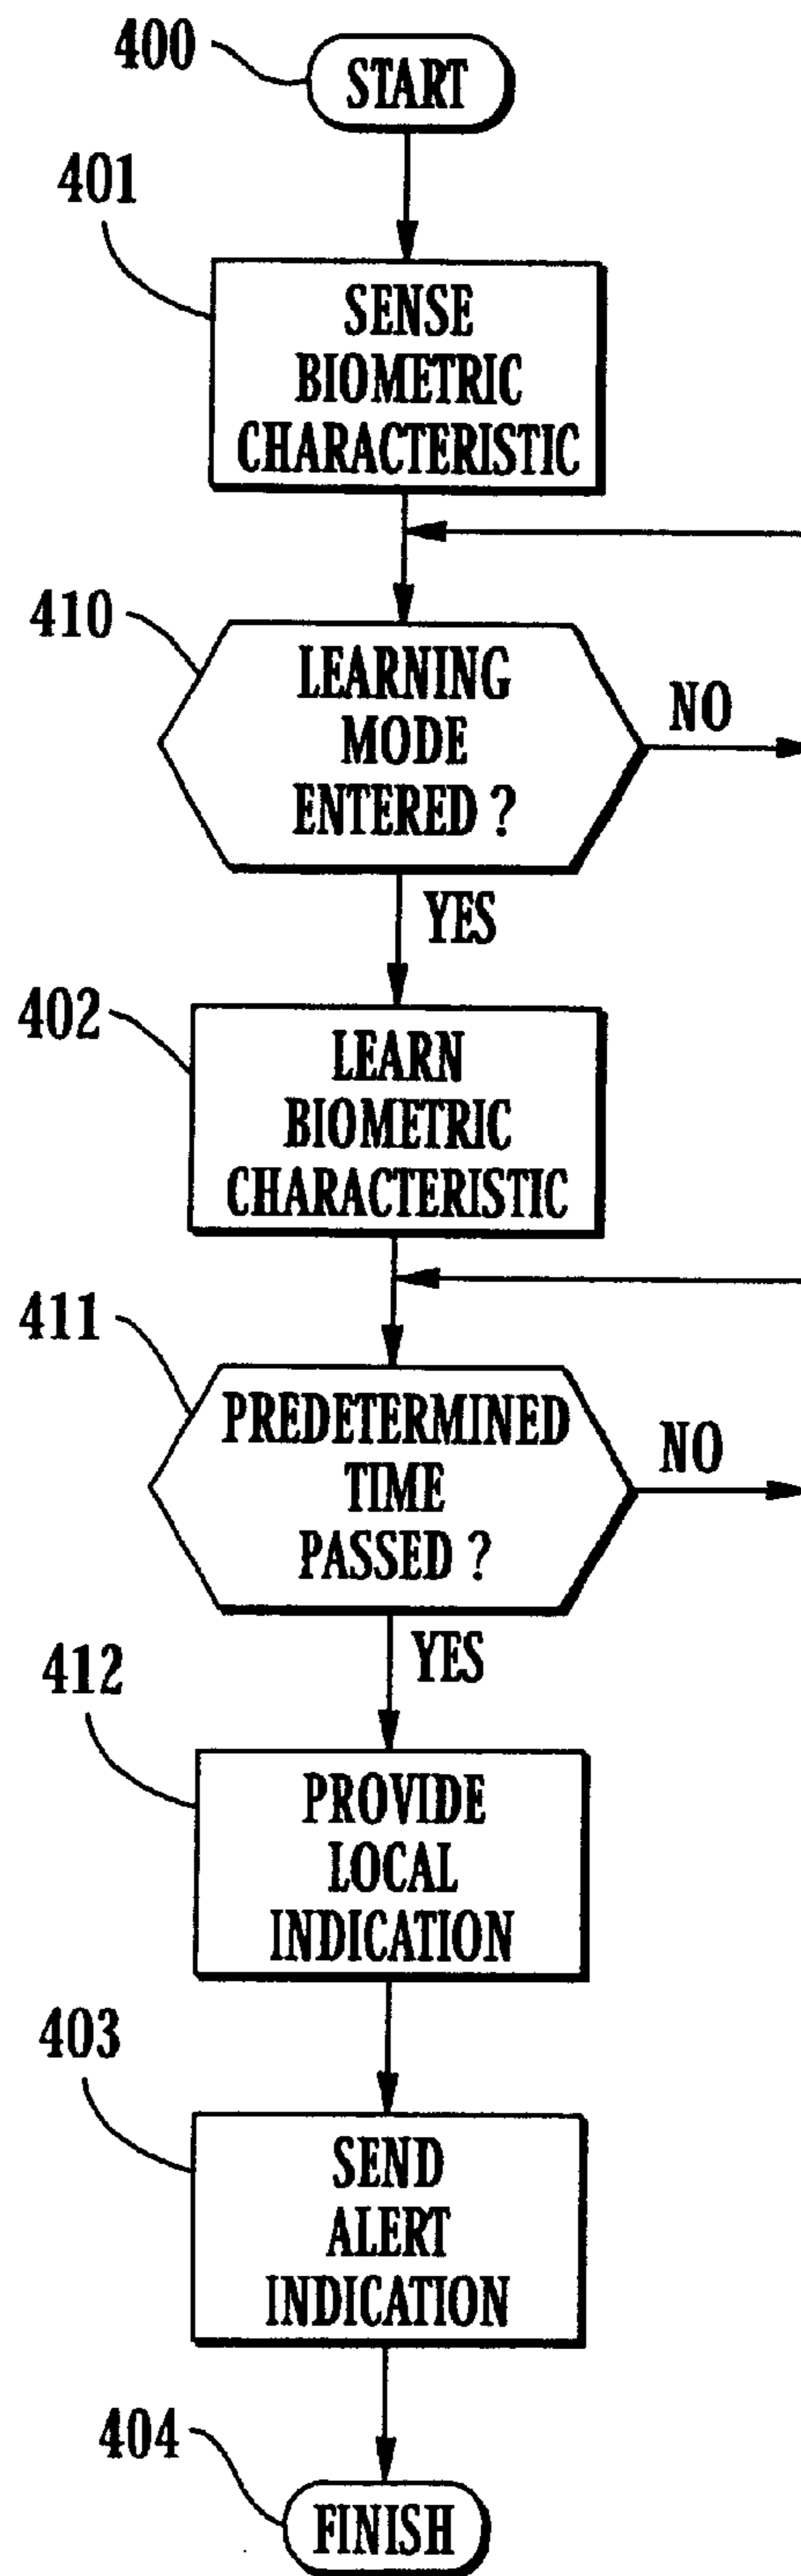 400
START
401
SENSE
BIOMETRIC
CHARACTERISTIC
410
LEARNING
MODE
ENTERED ?
NO
YES
402
LEARN
BIOMETRIC
CHARACTERISTIC
411
PREDETERMINED
TIME
PASSED ?
NO
YES
412
PROVIDE
LOCAL
INDICATION
403
SEND
ALERT
INDICATION
404
FINISH